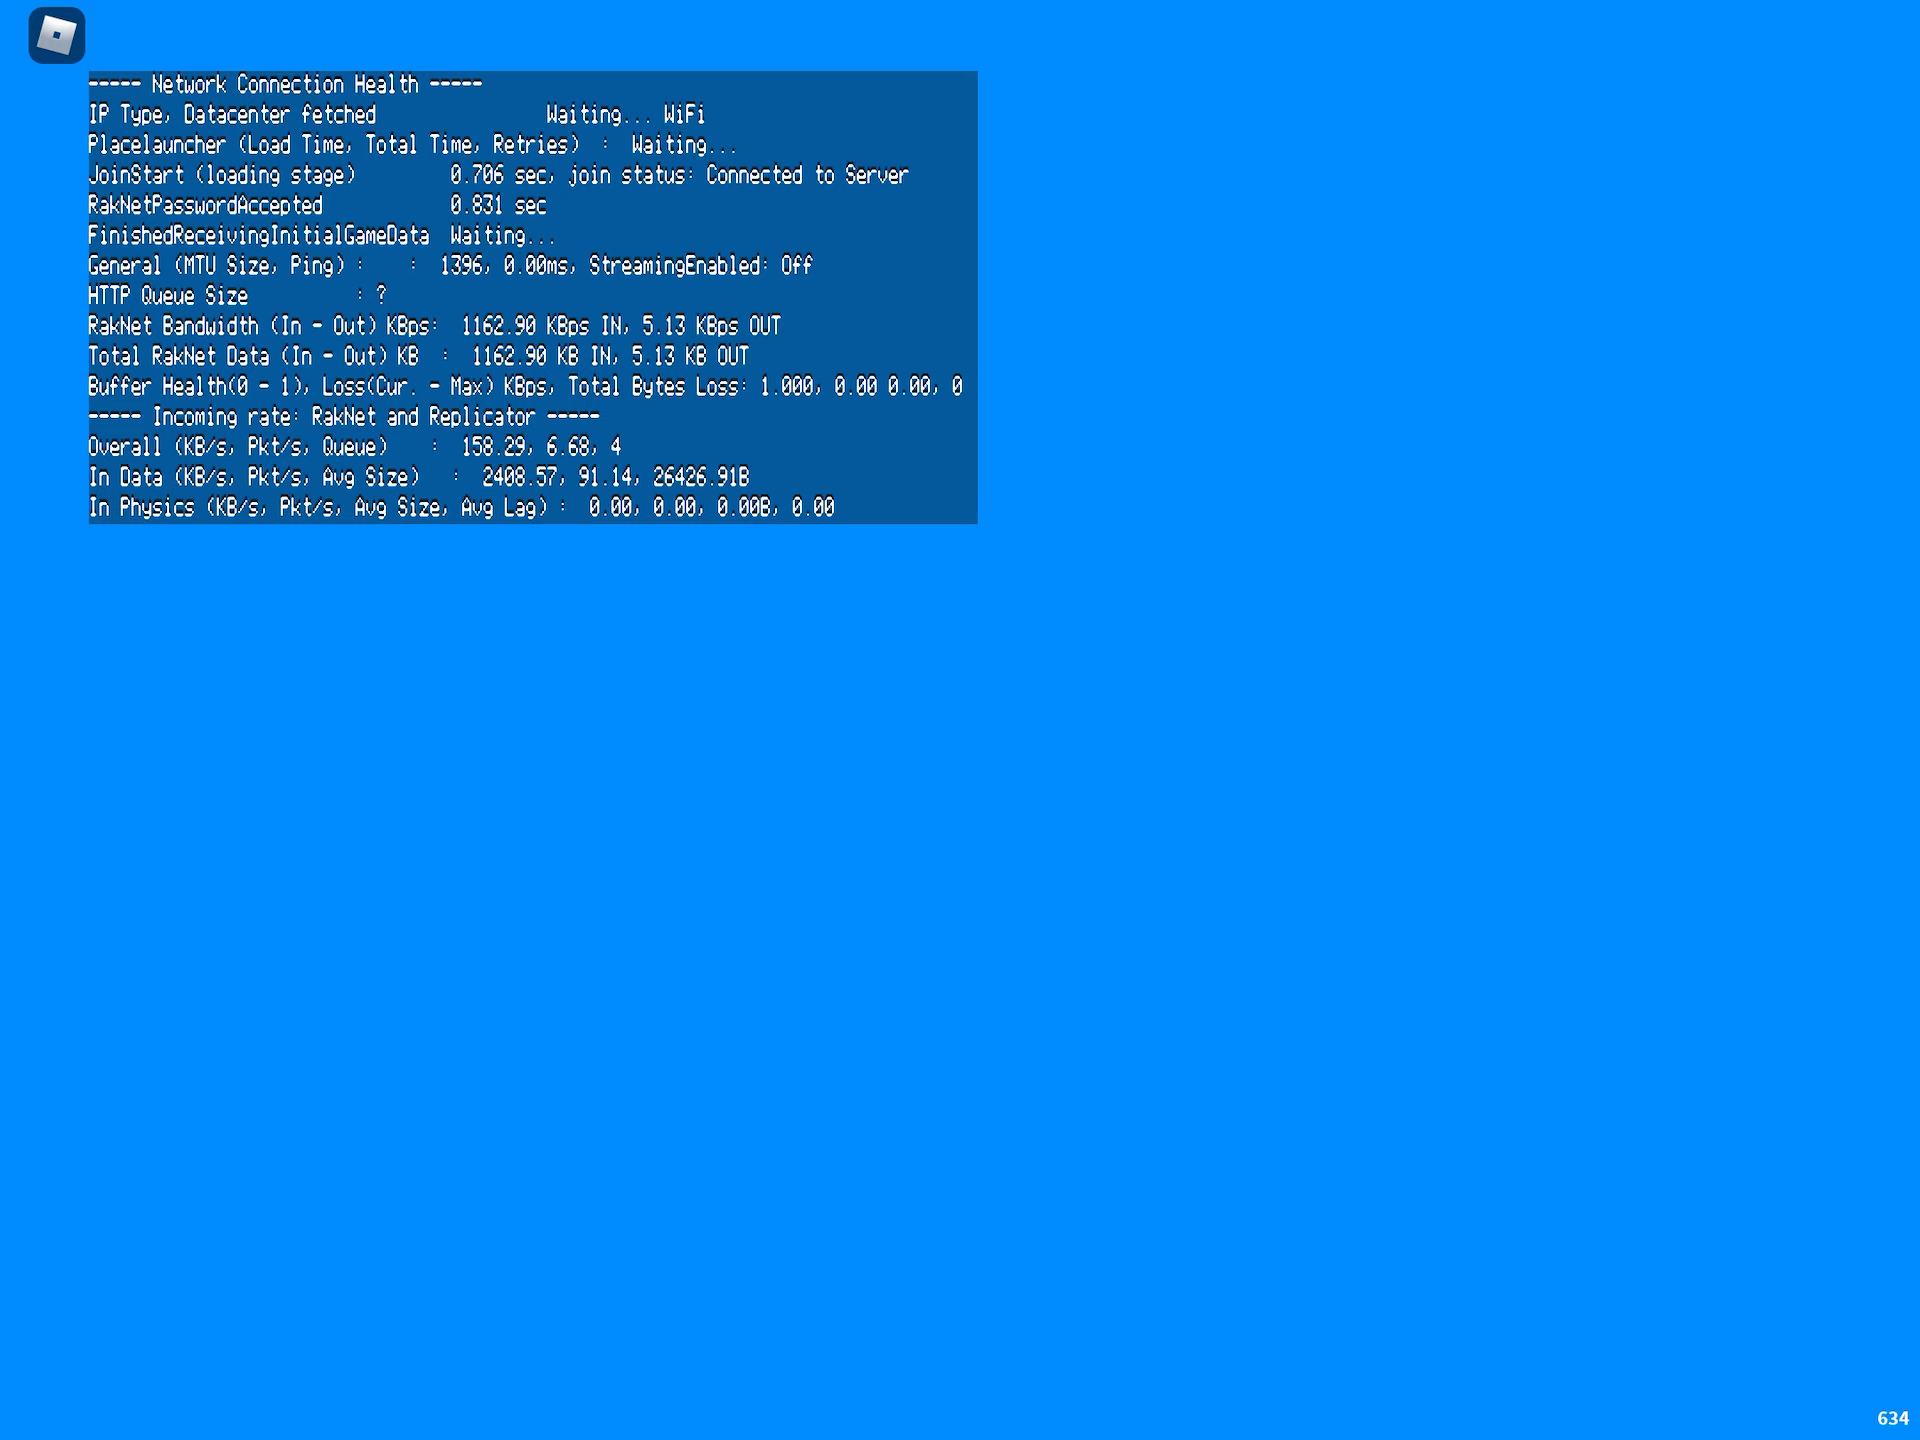 ----- Network Connection Health -----
IP Type, Datacenter fetched Waiting... WiFi
Placelauncher (Load Time, Total Time, Retries) : Waiting...
JoinStart (loading stage) 0.706 sec, join status: Connected to Server
RakNetPasswordAccepted 0.831 sec
FinishedReceivingInitialGameData Waiting...
General (MTU Size, Ping) : : 1396, 0.00ms, StreamingEnabled: Off
HTTP Queue Size : ?
RakNet Bandwidth (In - Out) KBps: 1162.90 KBps IN, 5.13 KBps OUT
Total RakNet Data (In - Out) KB : 1162.90 KB IN, 5.13 KB OUT
Buffer Health(0 - 1), Loss(Cur. - Max) KBps, Total Bytes Loss: 1.000, 0.00 0.00, 0
----- Incoming rate: RakNet and Replicator -----
Overall (KB/s, Pkt/s, Queue) : 158.29, 6.68, 4
In Data (KB/s, Pkt/s, Avg Size) : 2408.57, 91.14, 26426.91B
In Physics (KB/s, Pkt/s, Avg Size, Avg Lag) : 0.00, 0.00, 0.00B, 0.00
634